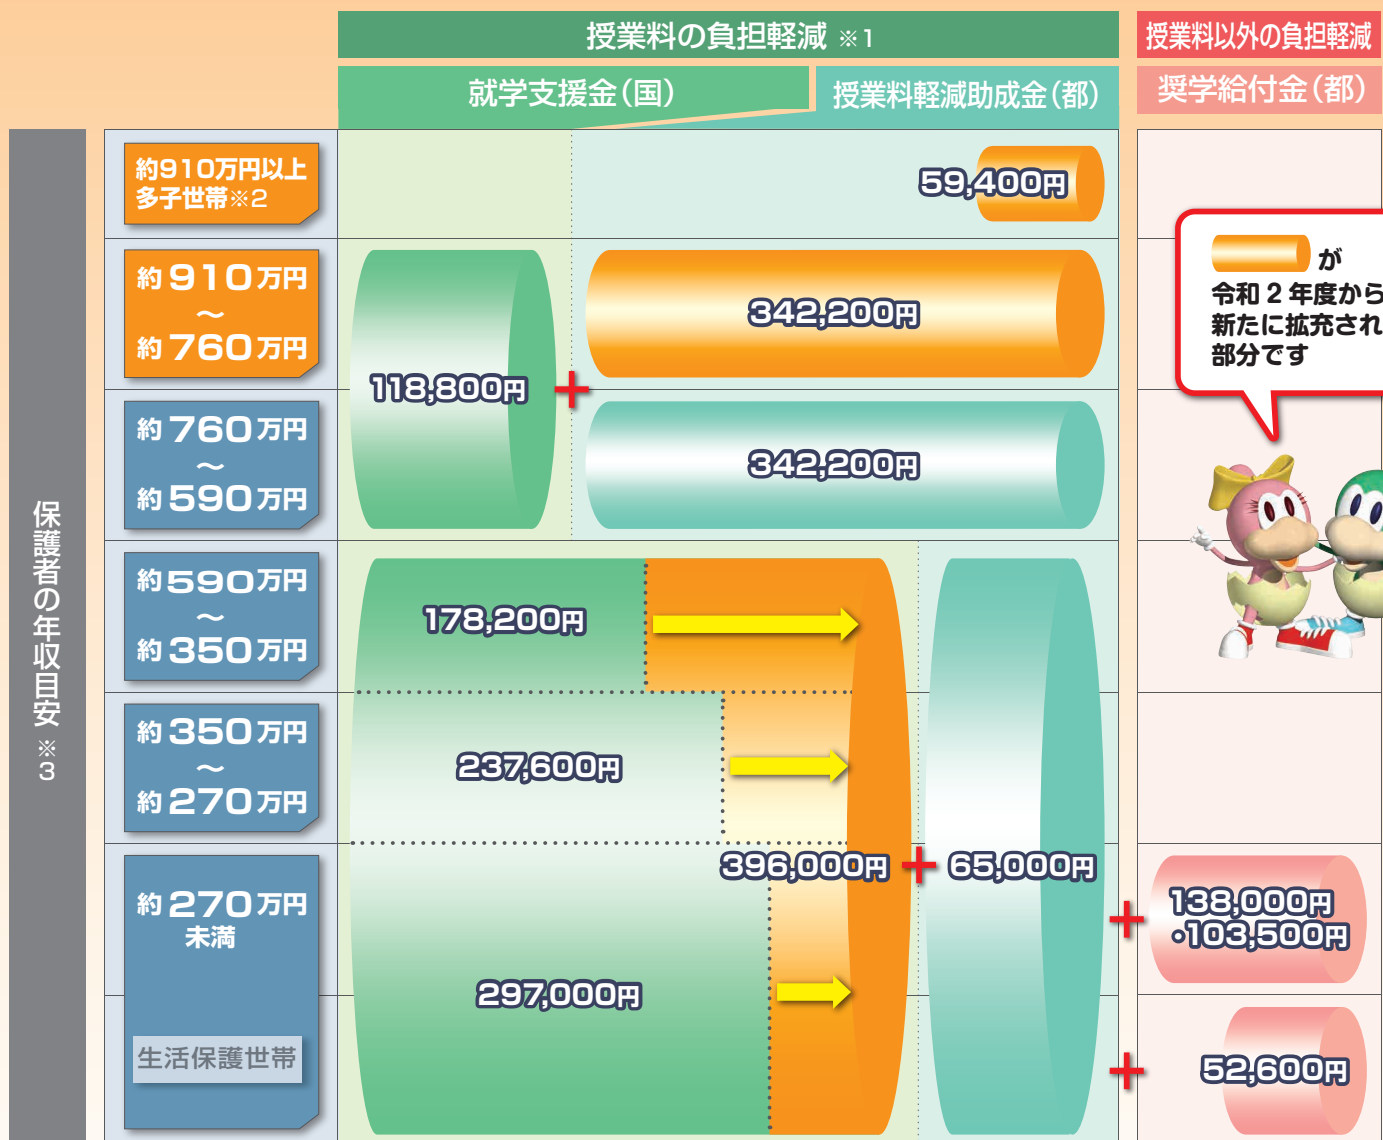 授業料の負担軽減 ※1
授業料以外の負担軽減
就学支援金(国)
授業料軽減助成金(都)
奨学給付金(都)
保護者の年収目安 ※3
約910万円以上
多子世帯※2
59,400円
約910万円
～
約760万円
342,200円
118,800円
+
約760万円
～
約590万円
342,200円
が
令和2年度から
新たに拡充され
部分です
約590万円
～
約350万円
178,200円
約350万円
～
約270万円
237,600円
396,000円
+
65,000円
約270万円
未満
297,000円
+
138,000円
・103,500円
生活保護世帯
+
52,600円